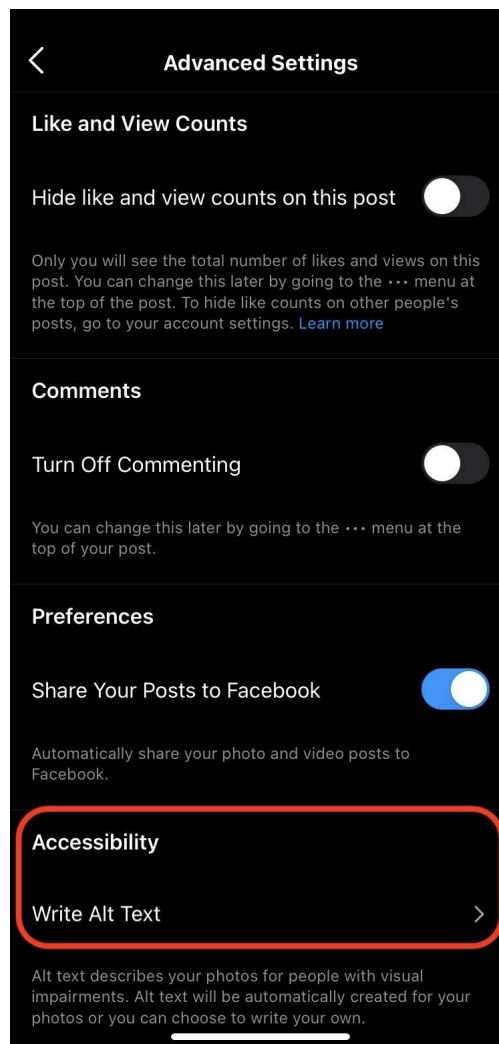 Advanced Settings
Like and View Counts
Hide like and view counts on this post
Only you will see the total number of likes and views on this
post. You can change this later by going to the ••• menu at
the top of the post. To hide like counts on other people's
posts, go to your account settings. Learn more
Comments
Turn Off Commenting
You can change this later by going to the ••• menu at the
top of your post.
Preferences
Share Your Posts to Facebook
Automatically share your photo and video posts to
Facebook.
Accessibility
Write Alt Text
Alt text describes your photos for people with visual
impairments. Alt text will be automatically created for your
photos or you can choose to write your own.